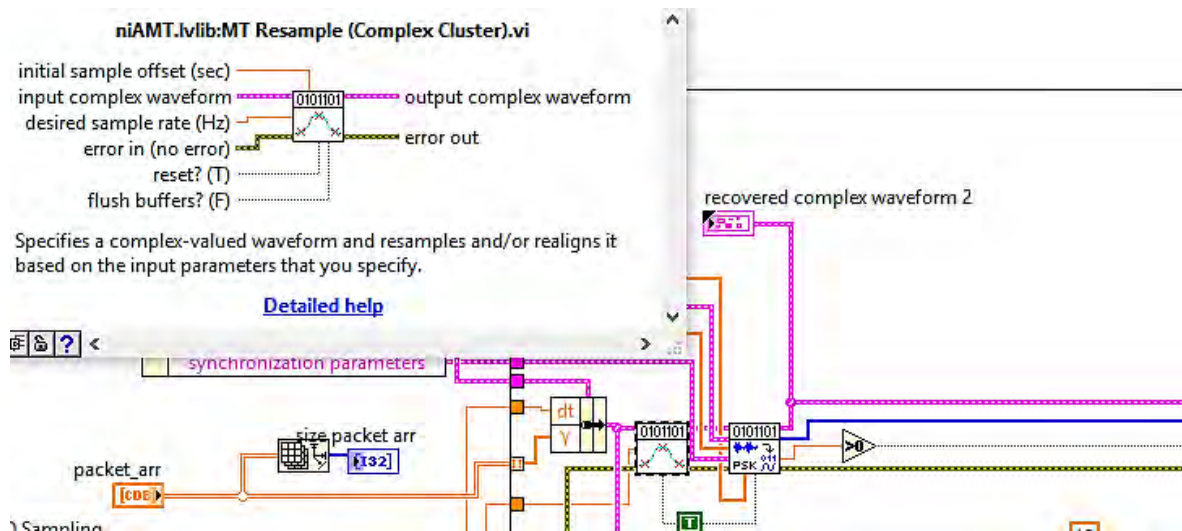 niAMT.lvlib:MT Resample (Complex Cluster).vi
initial sample offset (sec)
input complex waveform
desired sample rate (Hz)
error in (no error)
reset? (T)
flush buffers? (F)
0101101
output complex waveform
error out
Specifies a complex-valued waveform and resamples and/or realigns it
based on the input parameters that you specify.
Detailed help
?
recovered complex waveform 2
synchronization parameters
dt
Y
size packet arr
I32
packet_arr
[CDB]
0101101
0101101
011
PSK
>0
T
Sampling